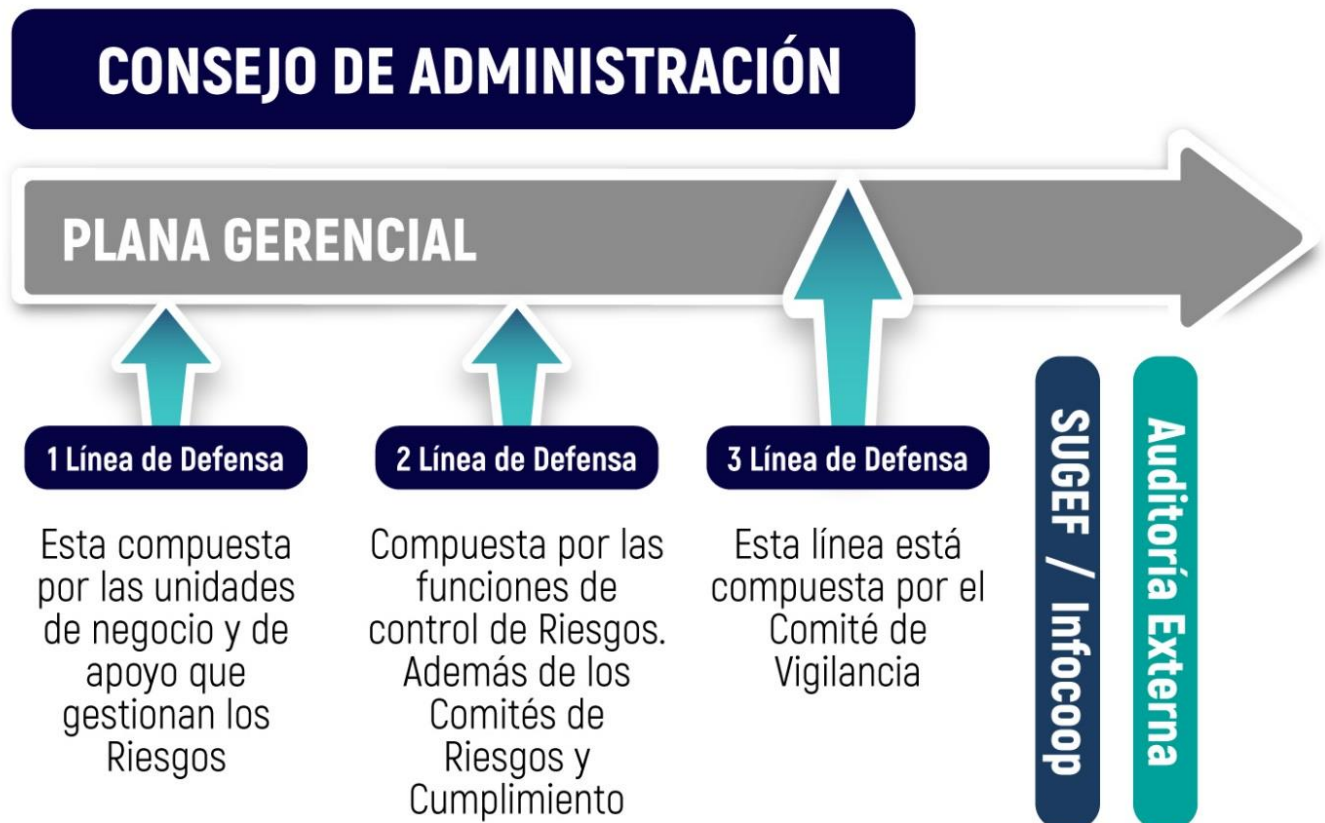 CONSEJO DE ADMINISTRACIÓN
PLANA GERENCIAL
1 Línea de Defensa
Esta compuesta
por las unidades
de negocio y de
apoyo que
gestionan los
Riesgos
2 Línea de Defensa
Compuesta por las
funciones de
control de Riesgos.
Además de los
Comités de
Riesgos y
Cumplimiento
3 Línea de Defensa
Esta línea está
compuesta por el
Comité de
Vigilancia
SUGEF / Infocoop
Auditoría Externa